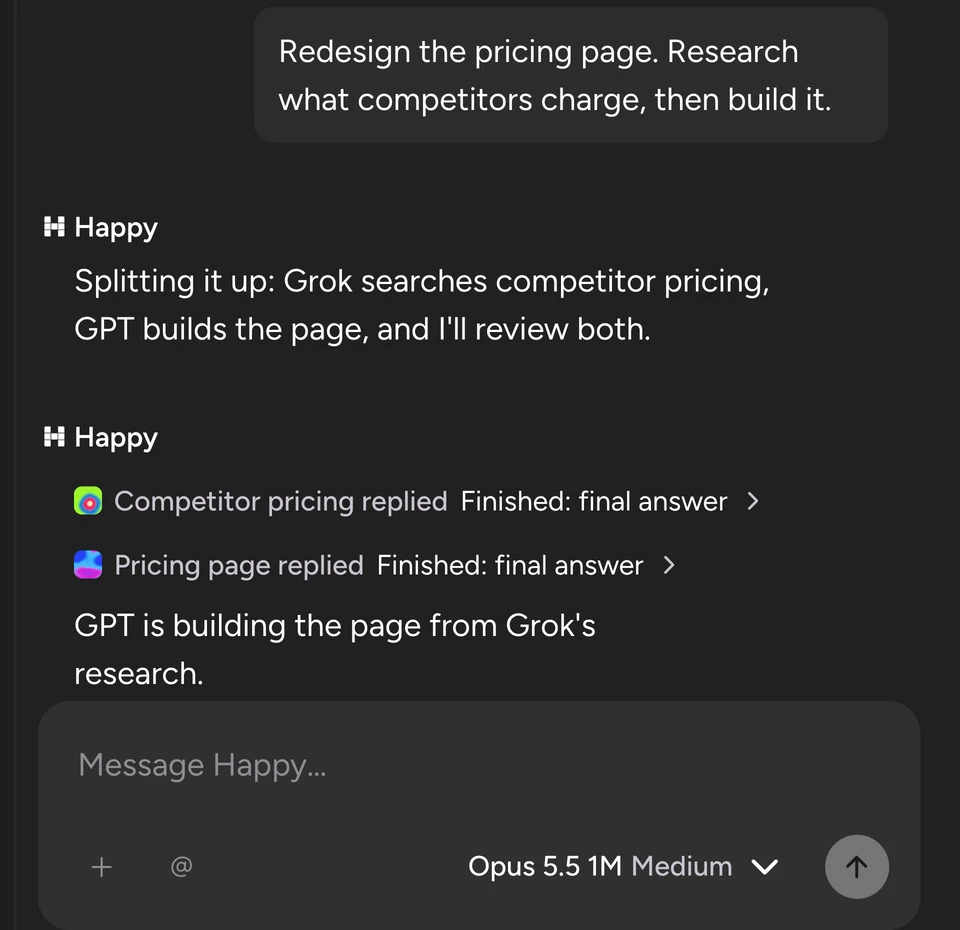 Redesign the pricing page. Research
what competitors charge, then build it.
Happy
Splitting it up: Grok searches competitor pricing,
GPT builds the page, and I'll review both.
Happy
Competitor pricing replied Finished: final answer
Pricing page replied Finished: final answer
GPT is building the page from Grok's
research.
Message Happy...
@ Opus 5.5 1M Medium